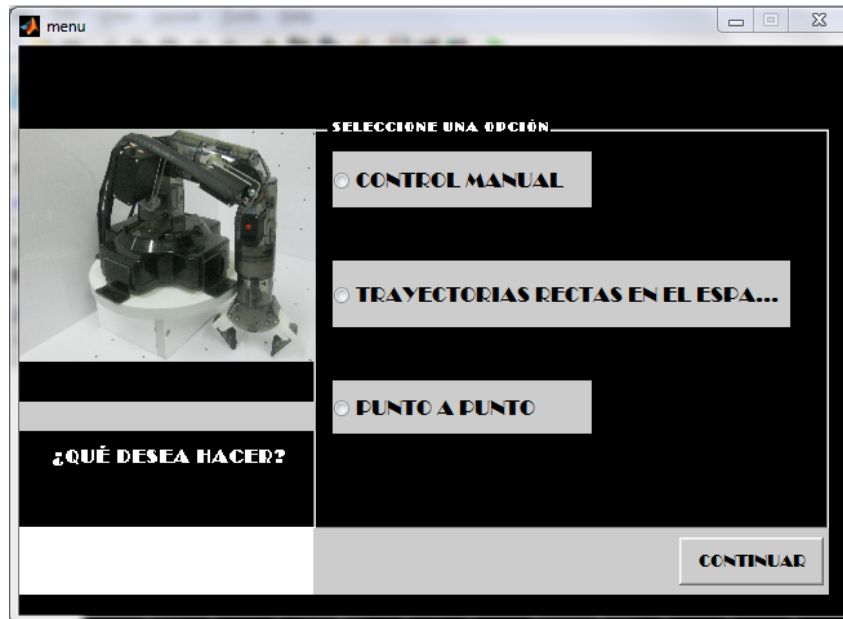 menu
SELECCIONE UNA OPCIÓN
CONTROL MANUAL
TRAYECTORIAS RECTAS EN EL ESPA...
PUNTO A PUNTO
¿QUÉ DESEA HACER?
CONTINUAR